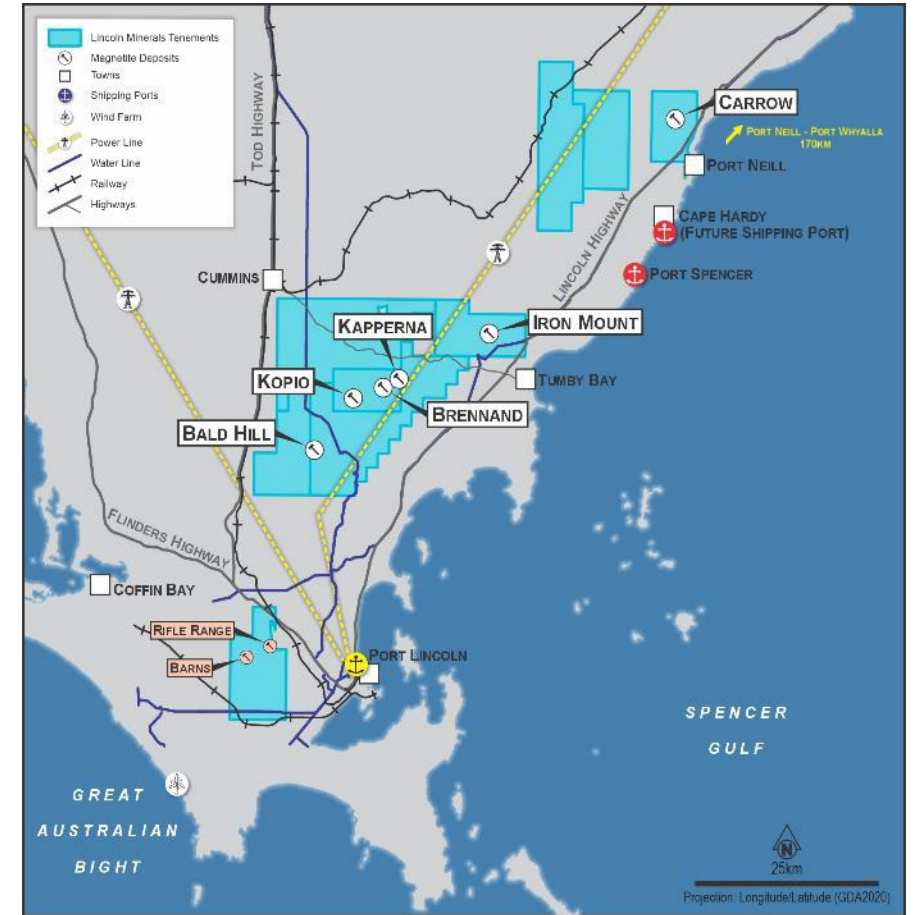 Lincoln Minerals Tenements
Magnetite Deposits
Towns
Shipping Ports
Wind Farm
Power Line
Water Line
Railway
Highways
TOD HIGHWAY
CARROW
PORT NEILL - PORT WHYALLA
170KM
PORT NEILL
CAPE HARDY
(FUTURE SHIPPING PORT)
LINCOLN HIGHWAY
PORT SPENCER
CUMMINS
KAPPERNA
IRON MOUNT
KOPIO
TUMBY BAY
BRENNAND
BALD HILL
FLINDERS HIGHWAY
COFFIN BAY
RIFLE RANGE
BARNS
PORT LINCOLN
SPENCER
GULF
GREAT
AUSTRALIAN
BIGHT
N
25km
Projection: Longitude/Latitude (GDA2020)